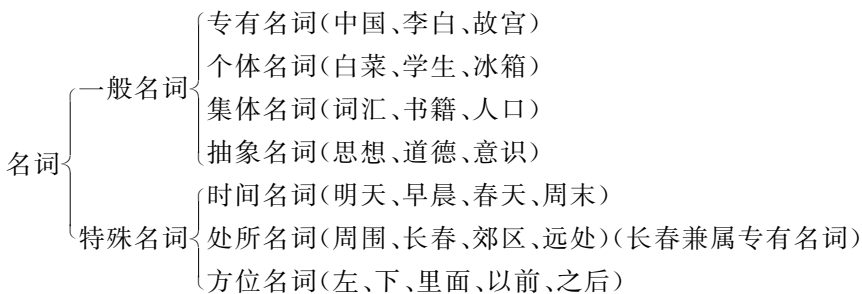 专有名词(中国、李白、故宫)
个体名词(白菜、学生、冰箱)
一般名词
集体名词(词汇、书籍、人口)
抽象名词(思想、道德、意识)
名词
时间名词(明天、早晨、春天、周末)
特殊名词
处所名词(周围、长春、郊区、远处)(长春兼属专有名词)
方位名词(左、下、里面、以前、之后)